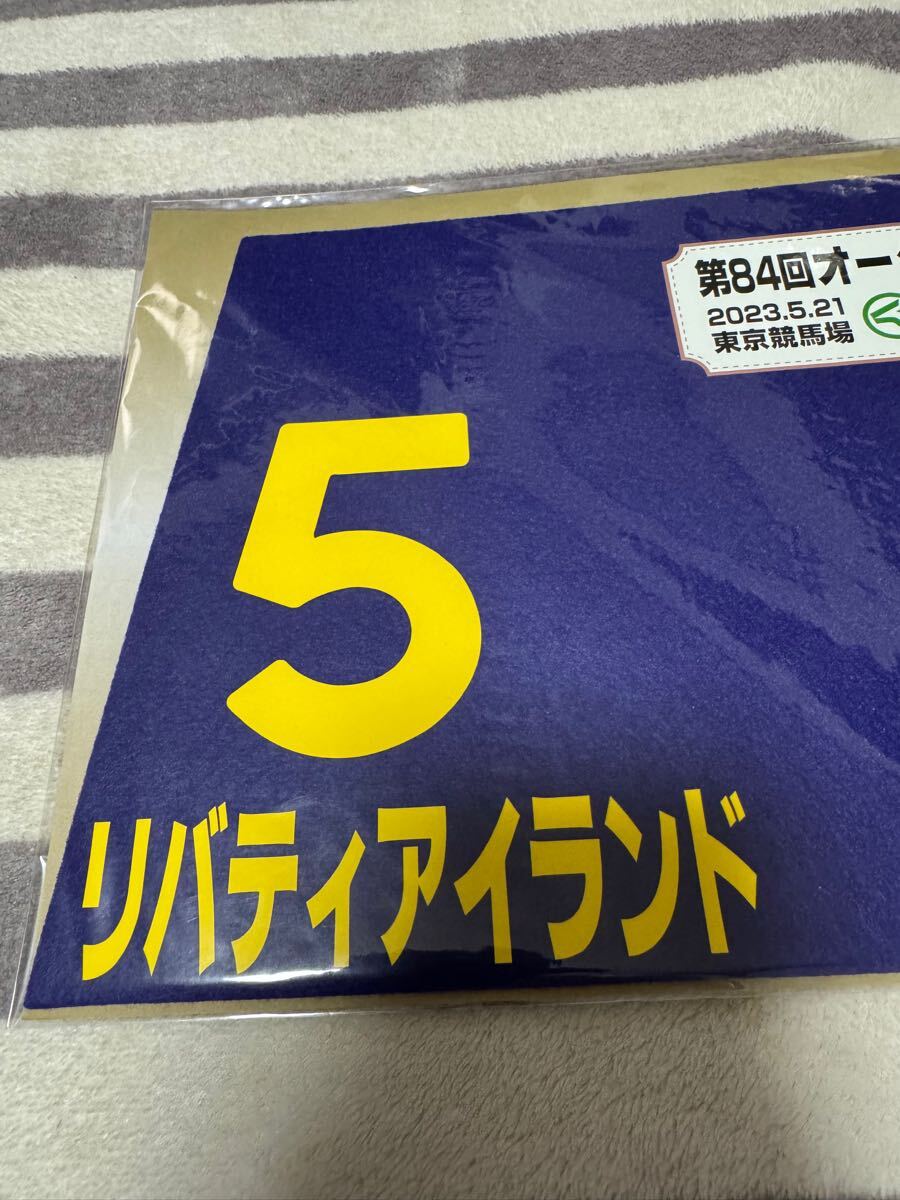 第84回オー
2023.5.21
東京競馬場
5
リバティアイランド